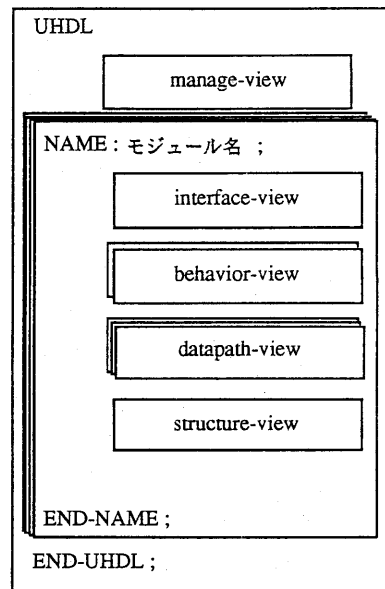 UHDL
manage-view
NAME : モジュール名 ;
interface-view
behavior-view
datapath-view
structure-view
END-NAME ;
END-UHDL ;